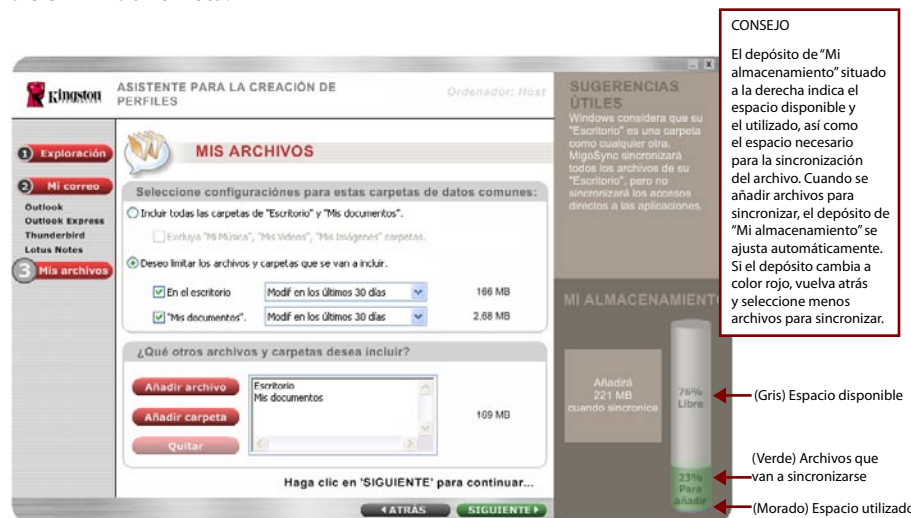 CONSEJO
El depósito de "Mi
almacenamiento" situado
a la derecha indica el
espacio disponible y
el utilizado, así como
el espacio necesario
para la sincronización
del archivo. Cuando se
añadir archivos para
sincronizar, el depósito de
"Mi almacenamiento" se
ajusta automáticamente.
Si el depósito cambia a
color rojo, vuelva atrás
y seleccione menos
archivos para sincronizar.
Kingston
TECHNOLOGY
ASISTENTE PARA LA CREACIÓN DE
PERFILES
Ordenador: Host
SUGERENCIAS
ÚTILES
Windows considera que su
"Escritorio" es una carpeta
como cualquier otra.
MigoSync sincronizará
todos los archivos de su
"Escritorio", pero no
sincronizará los accesos
directos a las aplicaciones.
1 Exploración
2 Mi correo
Outlook
Outlook Express
Thunderbird
Lotus Notes
3 Mis archivos
MIS ARCHIVOS
Seleccione configuraciónes para estas carpetas de datos comunes:
Incluir todas las carpetas de "Escritorio" y "Mis documentos".
Excluya "Mi Música", "Mis Videos", "Mis Imágenes" carpetas.
Deseo limitar los archivos y carpetas que se van a incluir.
En el escritorio Modif en los últimos 30 días 166 MB
"Mis documentos". Modif en los últimos 30 días 2,68 MB
¿Qué otros archivos y carpetas desea incluir?
Añadir archivo
Añadir carpeta
Quitar
Escritorio
Mis documentos
169 MB
Haga clic en 'SIGUIENTE' para continuar...
ATRÁS
SIGUIENTE
MI ALMACENAMIENTO
Añadirá
221 MB
cuando sincronice
76%
Libre
23%
Para
añadir
(Gris) Espacio disponible
(Verde) Archivos que
van a sincronizarse
(Morado) Espacio utilizado